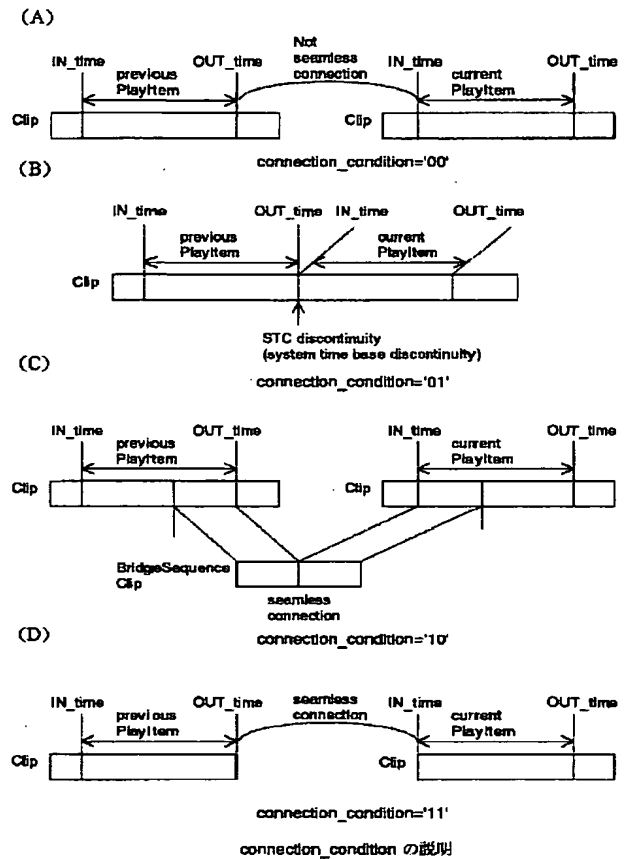 (A)
Not
seamless
connection
IN_time
OUT_time
IN_time
OUT_time
previous
PlayItem
current
PlayItem
Clip
Clip
connection_condition='00'
(B)
IN_time
OUT_time
IN_time
OUT_time
previous
PlayItem
current
PlayItem
Clip
STC discontinuity
(system time base discontinuity)
connection_condition='01'
(C)
IN_time
OUT_time
IN_time
OUT_time
previous
PlayItem
current
PlayItem
Clip
Clip
BridgeSequence
Clip
seamless
connection
connection_condition='10'
(D)
IN_time
OUT_time
seamless
connection
IN_time
OUT_time
previous
PlayItem
current
PlayItem
Clip
Clip
connection_condition='11'
connection_condition の説明